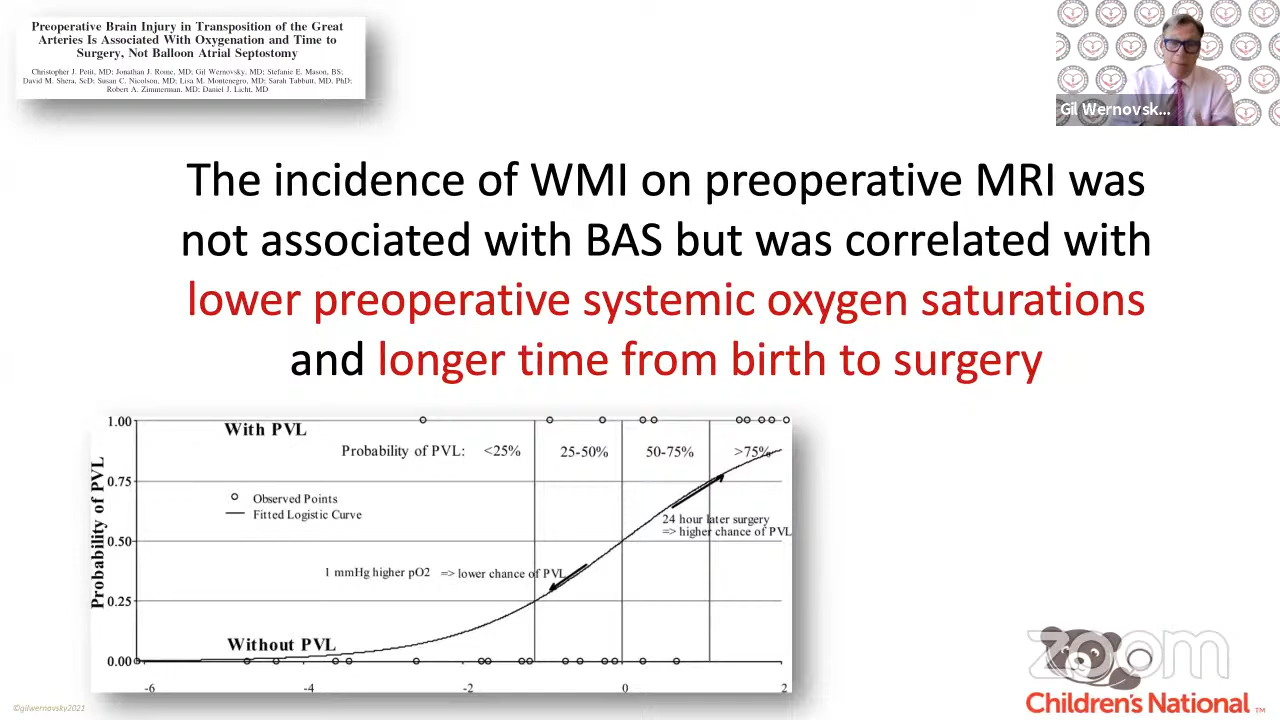 Preoperative Brain Injury in Transposition of the Great
Arteries Is Associated With Oxygenation and Time to
Surgery, Not Balloon Atrial Septostomy
Christopher J. Petit, MD; Jonathan J. Rome, MD; Gil Wernovsky, MD; Stefanie E. Mason, BS;
David M. Shera, ScD; Susan C. Nicolson, MD; Lisa M. Montenegro, MD; Sarah Tabbutt, MD, PhD;
Robert A. Zimmerman, MD; Daniel J. Licht, MD
Gil Wernovsk...
The incidence of WMI on preoperative MRI was
not associated with BAS but was correlated with
lower preoperative systemic oxygen saturations
and longer time from birth to surgery
Probability of PVL
1.00
0.75
0.50
0.25
0.00
With PVL
Probability of PVL: <25% 25-50% 50-75% >75%
Observed Points
Fitted Logistic Curve
24 hour later surgery
=> higher chance of PVL
1 mmHg higher pO2 => lower chance of PVL
Without PVL
-6 -4 -2 0 2
zoom
Children's National ™
©gilwernovsky2021